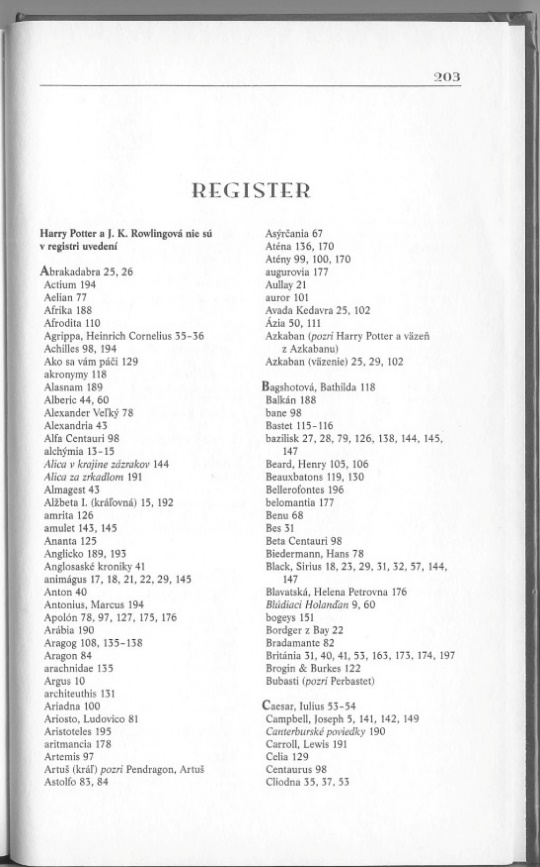 203
REGISTER
Harry Potter a J. K. Rowlingová nie sú
v registri uvedení
Abrakadabra 25, 26
Actium 194
Aelian 77
Afrika 188
Afrodita 110
Agrippa, Heinrich Cornelius 35-36
Achilles 98, 194
Ako sa vám páči 129
akronymy 118
Alasnam 189
Alberic 44, 60
Alexander Veľký 78
Alexandria 43
Alfa Centauri 98
alchýmia 13-15
Alica v krajine zázrakov 144
Alica za zrkadlom 191
Almagest 43
Alžbeta I. (kráľovná) 15, 192
amrita 126
amulet 143, 145
Ananta 125
Anglicko 189, 193
Anglosaské kroniky 41
animágus 17, 18, 21, 22, 29, 145
Anton 40
Antonius, Marcus 194
Apolón 78, 97, 127, 175, 176
Arábia 190
Aragog 108, 135-138
Aragon 84
arachnidae 135
Argus 10
architeuthis 131
Ariadna 100
Ariosto, Ludovico 81
Aristoteles 195
aritmancia 178
Artemis 97
Artuš (kráľ) pozri Pendragon, Artuš
Astolfo 83, 84
Asýrčania 67
Aténa 136, 170
Atény 99, 100, 170
augurovia 177
Aullay 21
auror 101
Avada Kedavra 25, 102
Ázia 50, 111
Azkaban (pozri Harry Potter a väzeň
z Azkabanu)
Azkaban (väzenie) 25, 29, 102
Bagshotová, Bathilda 118
Balkán 188
bane 98
Bastet 115-116
bazilisk 27, 28, 79, 126, 138, 144, 145,
147
Beard, Henry 105, 106
Beauxbatons 119, 130
Bellerofontes 196
belomantia 177
Benu 68
Bes 31
Beta Centauri 98
Biedermann, Hans 78
Black, Sirius 18, 23, 29, 31, 32, 57, 144,
147
Blavatská, Helena Petrovna 176
Blúdiaci Holanďan 9, 60
bogeys 151
Bordger z Bay 22
Bradamante 82
Británia 31, 40, 41, 53, 163, 173, 174, 197
Brogin & Burkes 122
Bubasti (pozri Perbastet)
Caesar, Iulius 53-54
Campbell, Joseph 5, 141, 142, 149
Canterburské poviedky 190
Carroll, Lewis 191
Celia 129
Centaurus 98
Cliodna 35, 37, 53